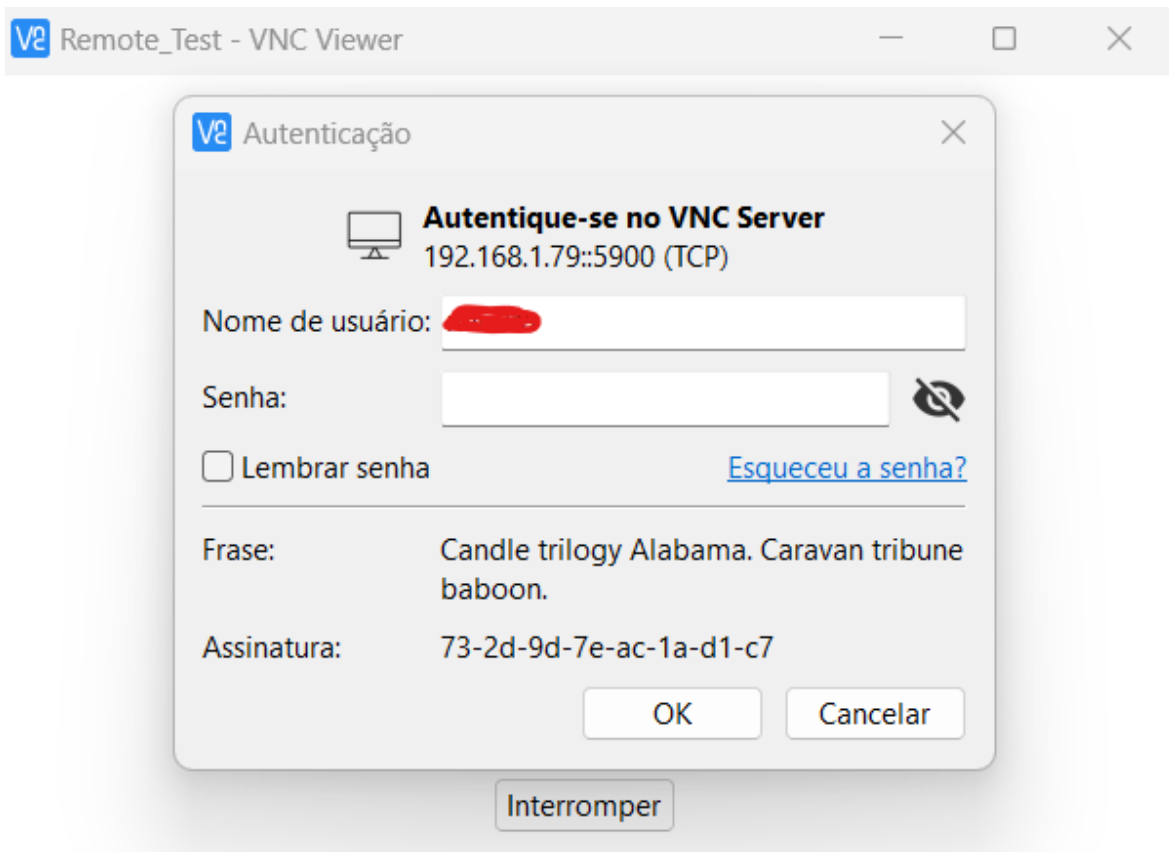 V2 Remote_Test - VNC Viewer
V2 Autenticação
Autentique-se no VNC Server
192.168.1.79::5900 (TCP)
Nome de usuário:
Senha:
Lembrar senha Esqueceu a senha?
Frase: Candle trilogy Alabama. Caravan tribune
baboon.
Assinatura: 73-2d-9d-7e-ac-1a-d1-c7
OK Cancelar
Interromper